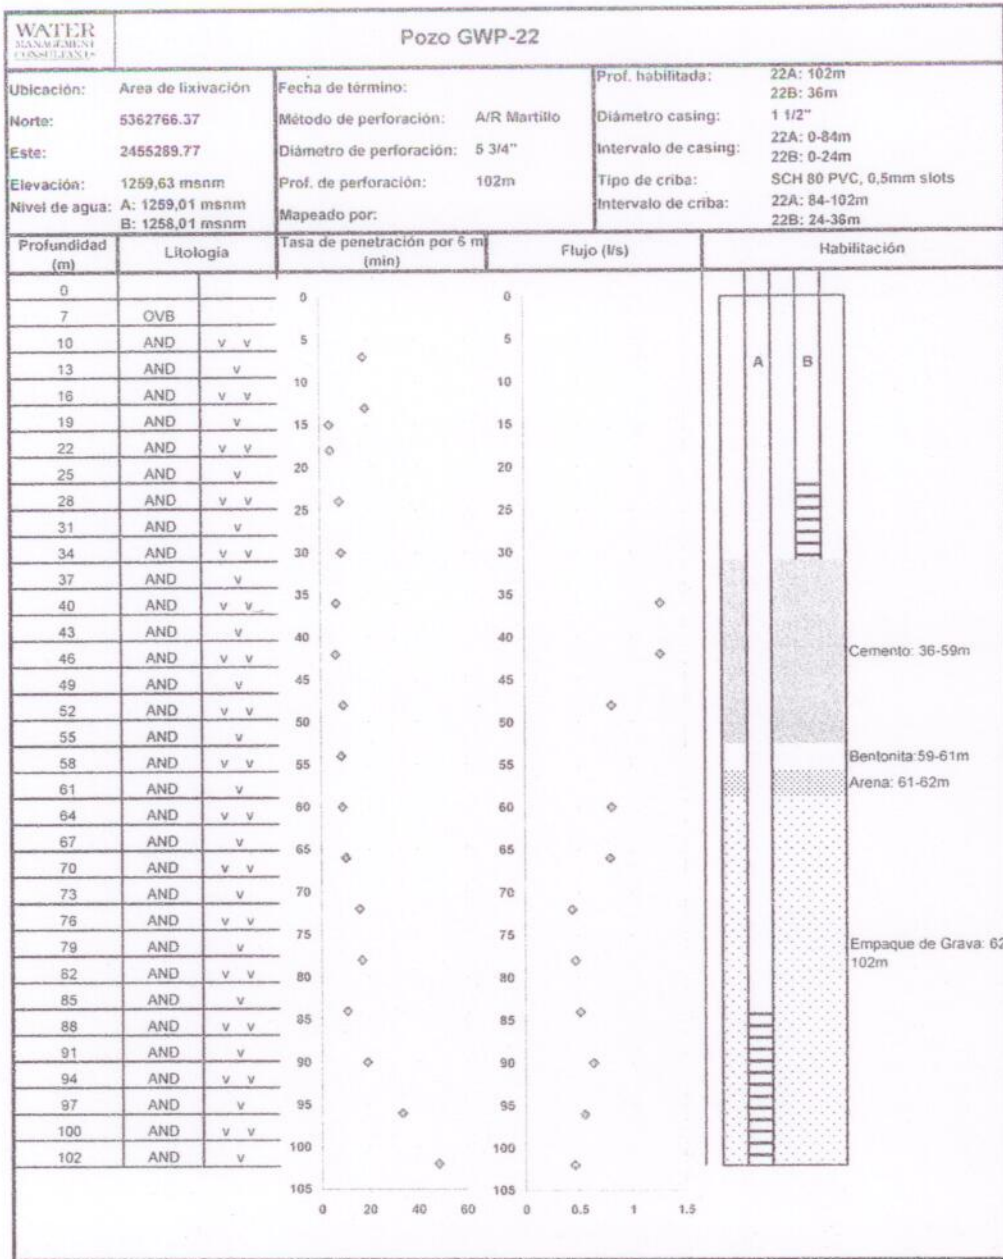 WATER
MANAGEMENT
CONSULTANTS
Pozo GWP-22
Ubicación: Area de lixivación
Norte: 5362766.37
Este: 2455289.77
Elevación: 1259,63 msnm
Nivel de agua: A: 1259,01 msnm
B: 1258,01 msnm
Fecha de término:
Método de perforación: A/R Martillo
Diámetro de perforación: 5 3/4"
Prof. de perforación: 102m
Mapeado por:
Prof. habilitada: 22A: 102m
22B: 36m
Diámetro casing: 1 1/2"
Intervalo de casing: 22A: 0-84m
22B: 0-24m
Tipo de criba: SCH 80 PVC, 0,5mm slots
Intervalo de criba: 22A: 84-102m
22B: 24-36m
Profundidad
(m)
Litología
Tasa de penetración por 6 m
(min)
Flujo (l/s)
Habilitación
0
7 OVB
10 AND v v
13 AND v
16 AND v v
19 AND v
22 AND v v
25 AND v
28 AND v v
31 AND v
34 AND v v
37 AND v
40 AND v v
43 AND v
46 AND v v
49 AND v
52 AND v v
55 AND v
58 AND v v
61 AND v
64 AND v v
67 AND v
70 AND v v
73 AND v
76 AND v v
79 AND v
82 AND v v
85 AND v
88 AND v v
91 AND v
94 AND v v
97 AND v
100 AND v v
102 AND v
0
5
10
15
20
25
30
35
40
45
50
55
60
65
70
75
80
85
90
95
100
105
0 20 40 60
0
5
10
15
20
25
30
35
40
45
50
55
60
65
70
75
80
85
90
95
100
105
0 0.5 1 1.5
A B
Cemento: 36-59m
Bentonita:59-61m
Arena: 61-62m
Empaque de Grava: 62
102m